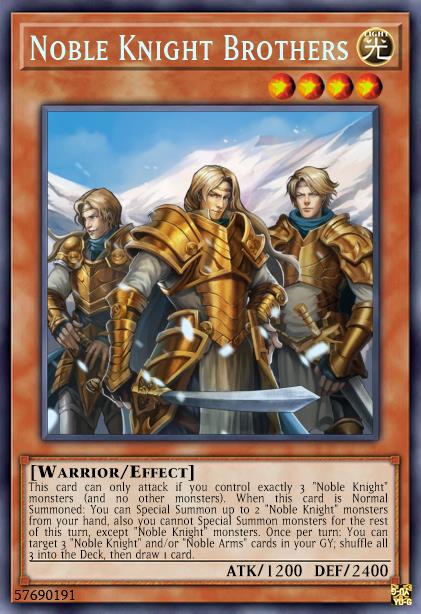 NOBLE KNIGHT BROTHERS
LIGHT
光
[WARRIOR/EFFECT]
This card can only attack if you control exactly 3 "Noble Knight"
monsters (and no other monsters). When this card is Normal
Summoned: You can Special Summon up to 2 "Noble Knight" monsters
from your hand, also you cannot Special Summon monsters for the rest
of this turn, except "Noble Knight" monsters. Once per turn: You can
target 3 "Noble Knight" and/or "Noble Arms" cards in your GY; shuffle all
3 into the Deck, then draw 1 card.
ATK/1200 DEF/2400
57690191